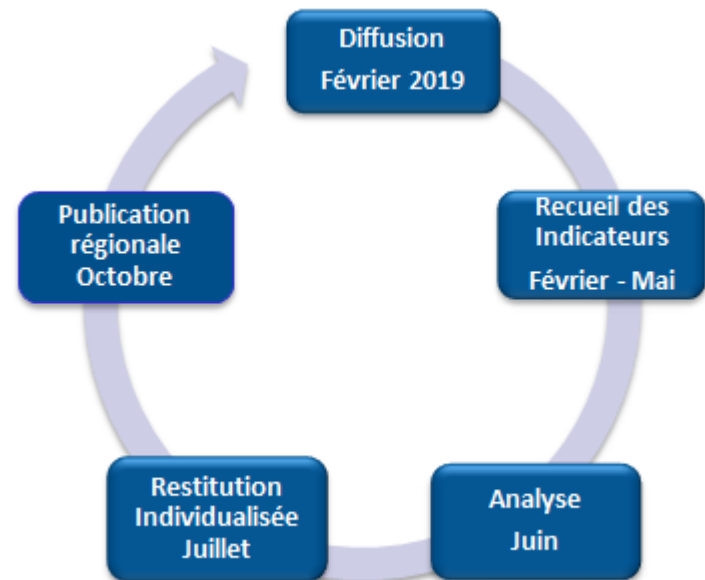 Diffusion
Février 2019
Recueil des
Indicateurs
Février - Mai
Analyse
Juin
Restitution
Individualisée
Juillet
Publication
régionale
Octobre